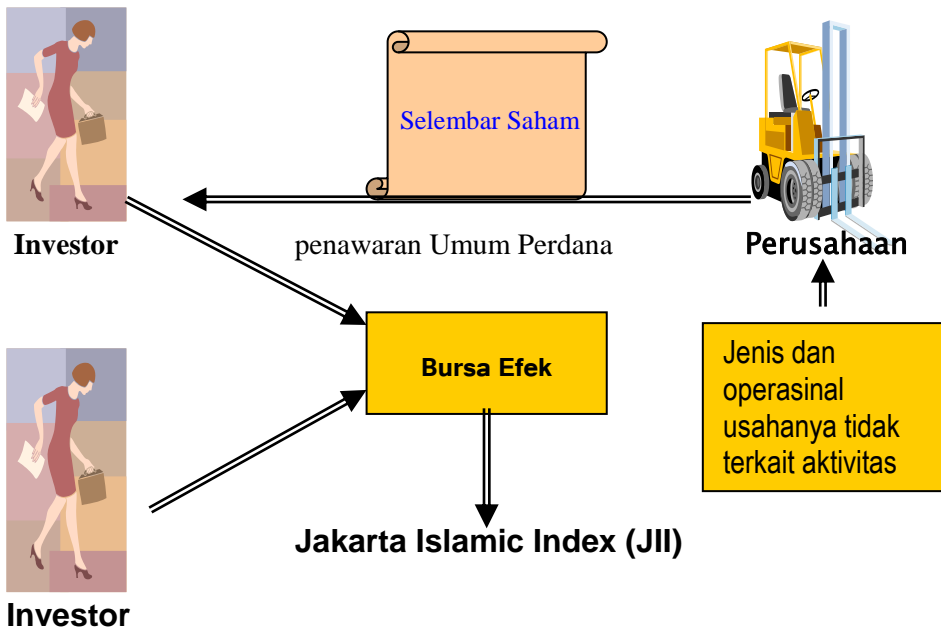 Selembar Saham
Investor
penawaran Umum Perdana
Perusahaan
Bursa Efek
Jenis dan
operasinal
usahanya tidak
terkait aktivitas
Jakarta Islamic Index (JII)
Investor